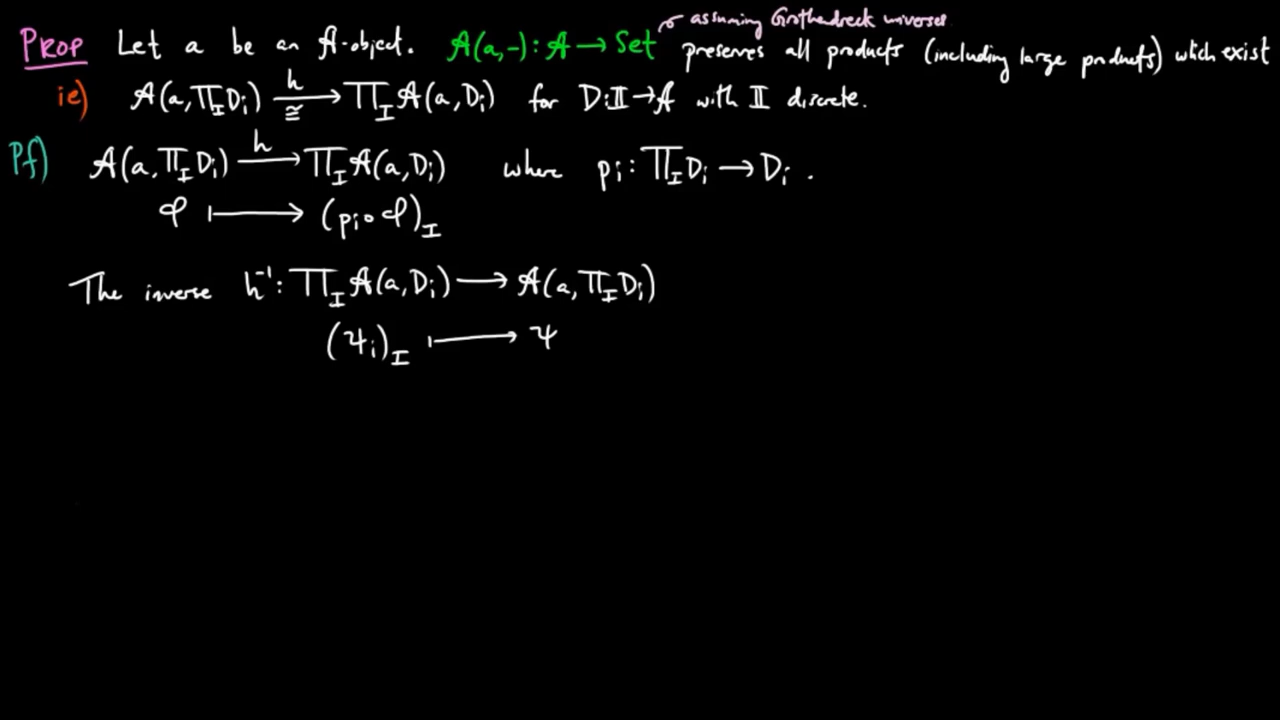 assuming Grothendieck universes
PROP Let a be an 𝒜-object. 𝒜(a,-): 𝒜 → Set preserves all products (including large products) which exist
ie) 𝒜(a,∏_I D_i) →^h_≅ ∏_I 𝒜(a,D_i) for D:𝕀→𝒜 with 𝕀 discrete.
Pf) 𝒜(a,∏_I D_i) →^h ∏_I 𝒜(a,D_i) where p_i: ∏_I D_i → D_i .
φ ↦ (p_i∘φ)_I
The inverse h^{-1}: ∏_I 𝒜(a,D_i) → 𝒜(a,∏_I D_i)
(ψ_i)_I ↦ ψ